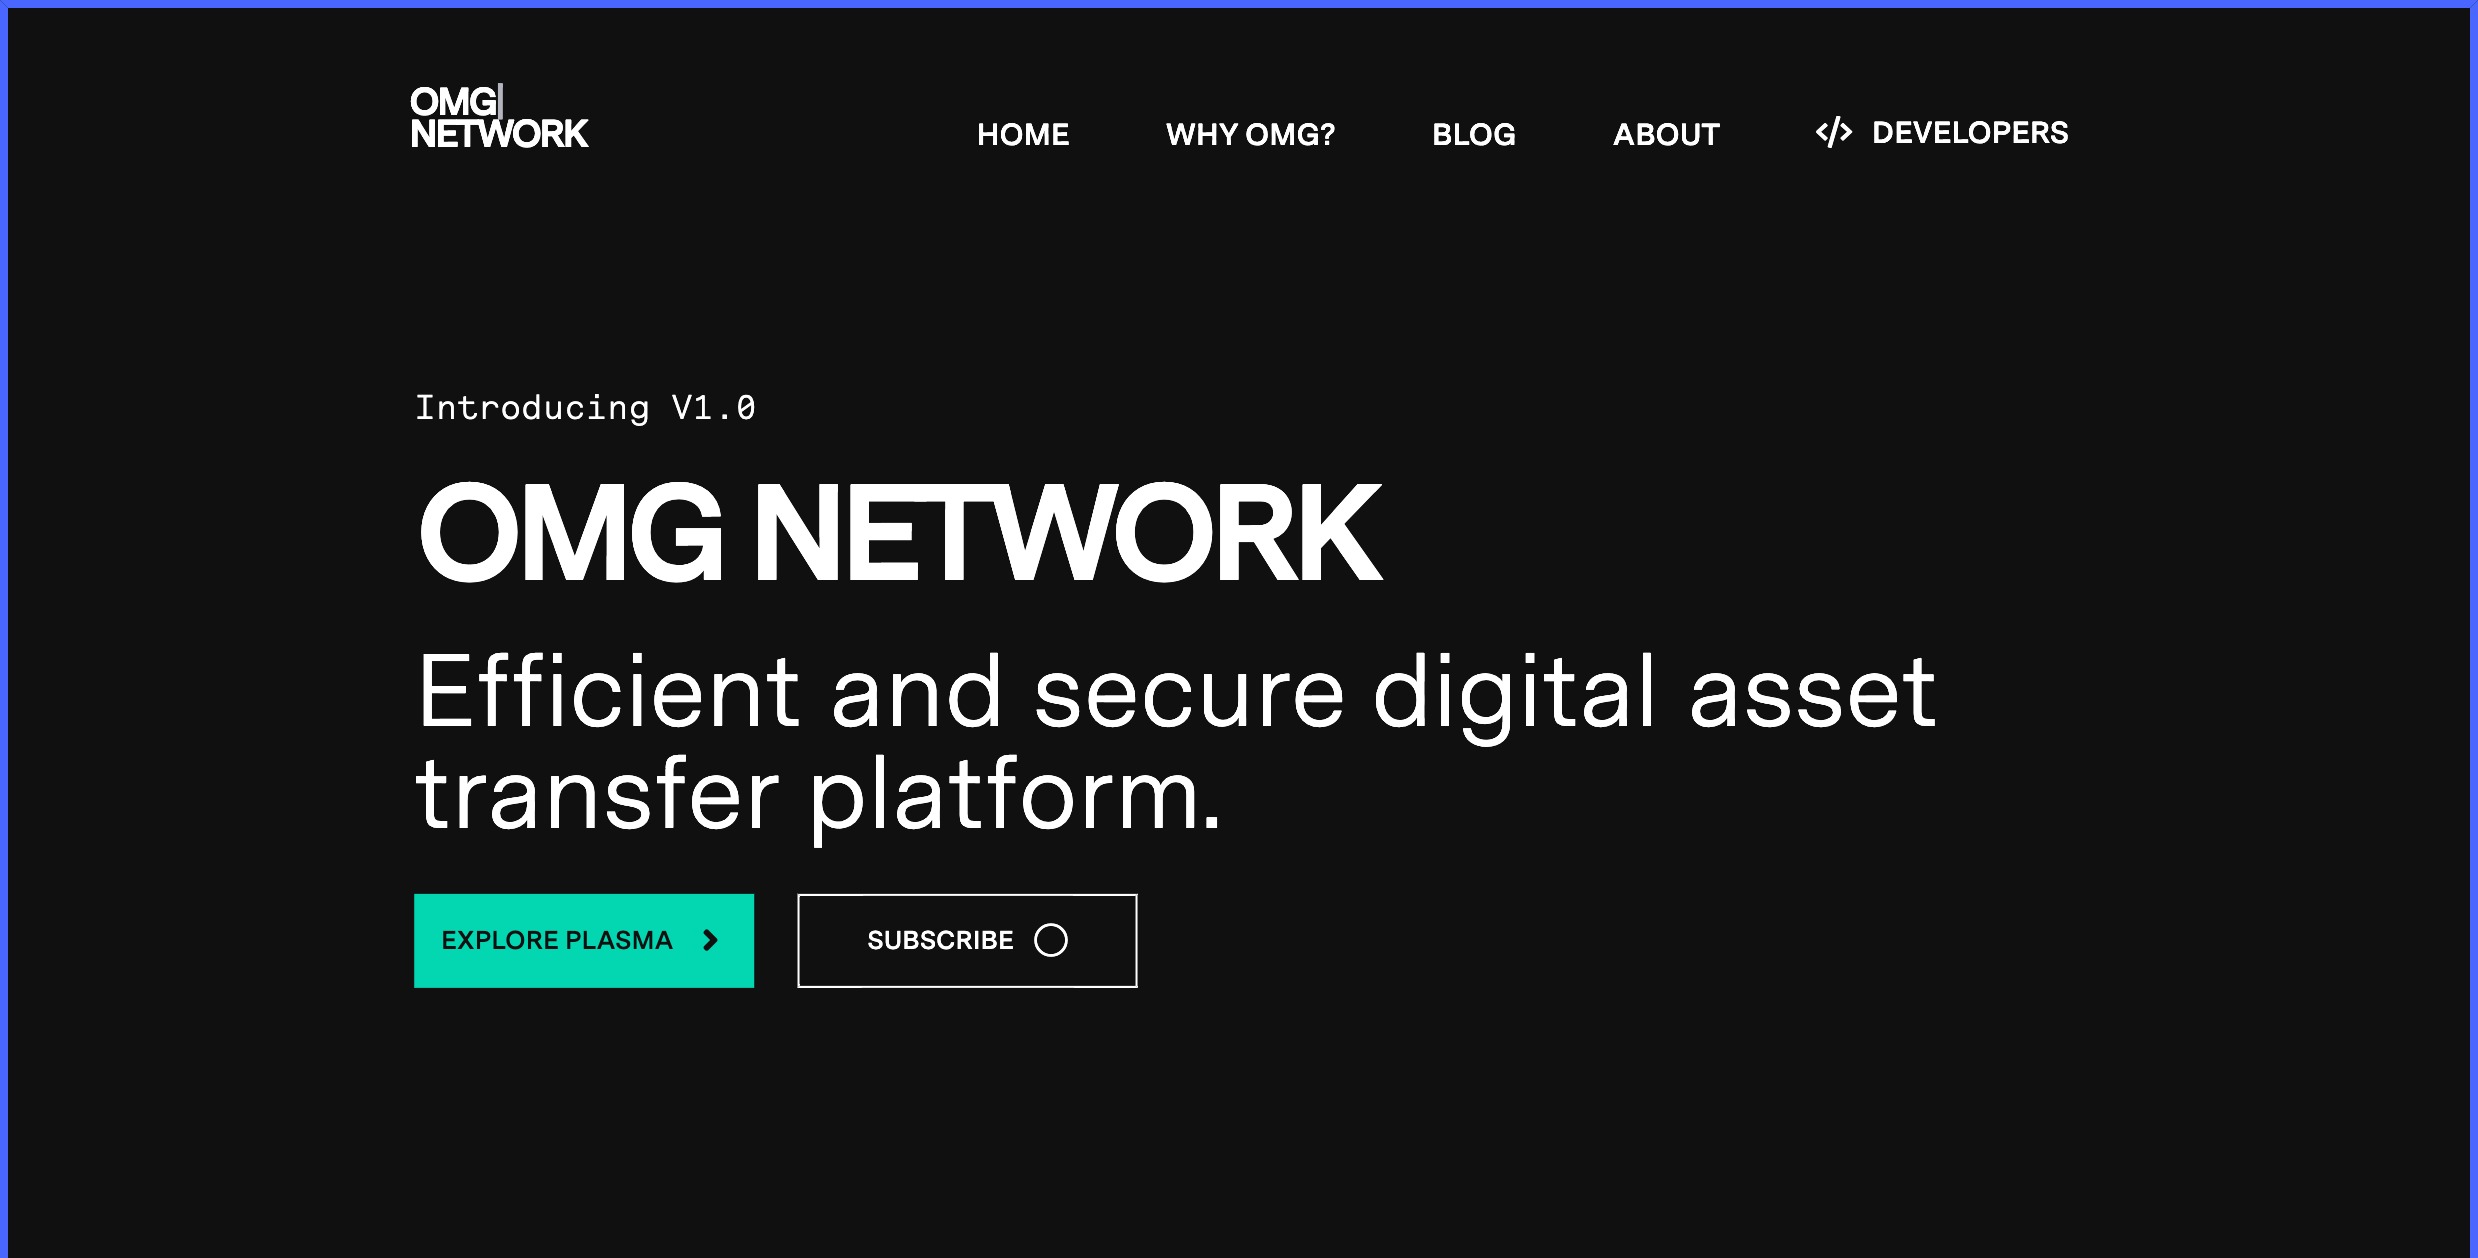 OMG
NETWORK
HOME WHY OMG? BLOG ABOUT </> DEVELOPERS
Introducing V1.0
OMG NETWORK
Efficient and secure digital asset
transfer platform.
EXPLORE PLASMA SUBSCRIBE